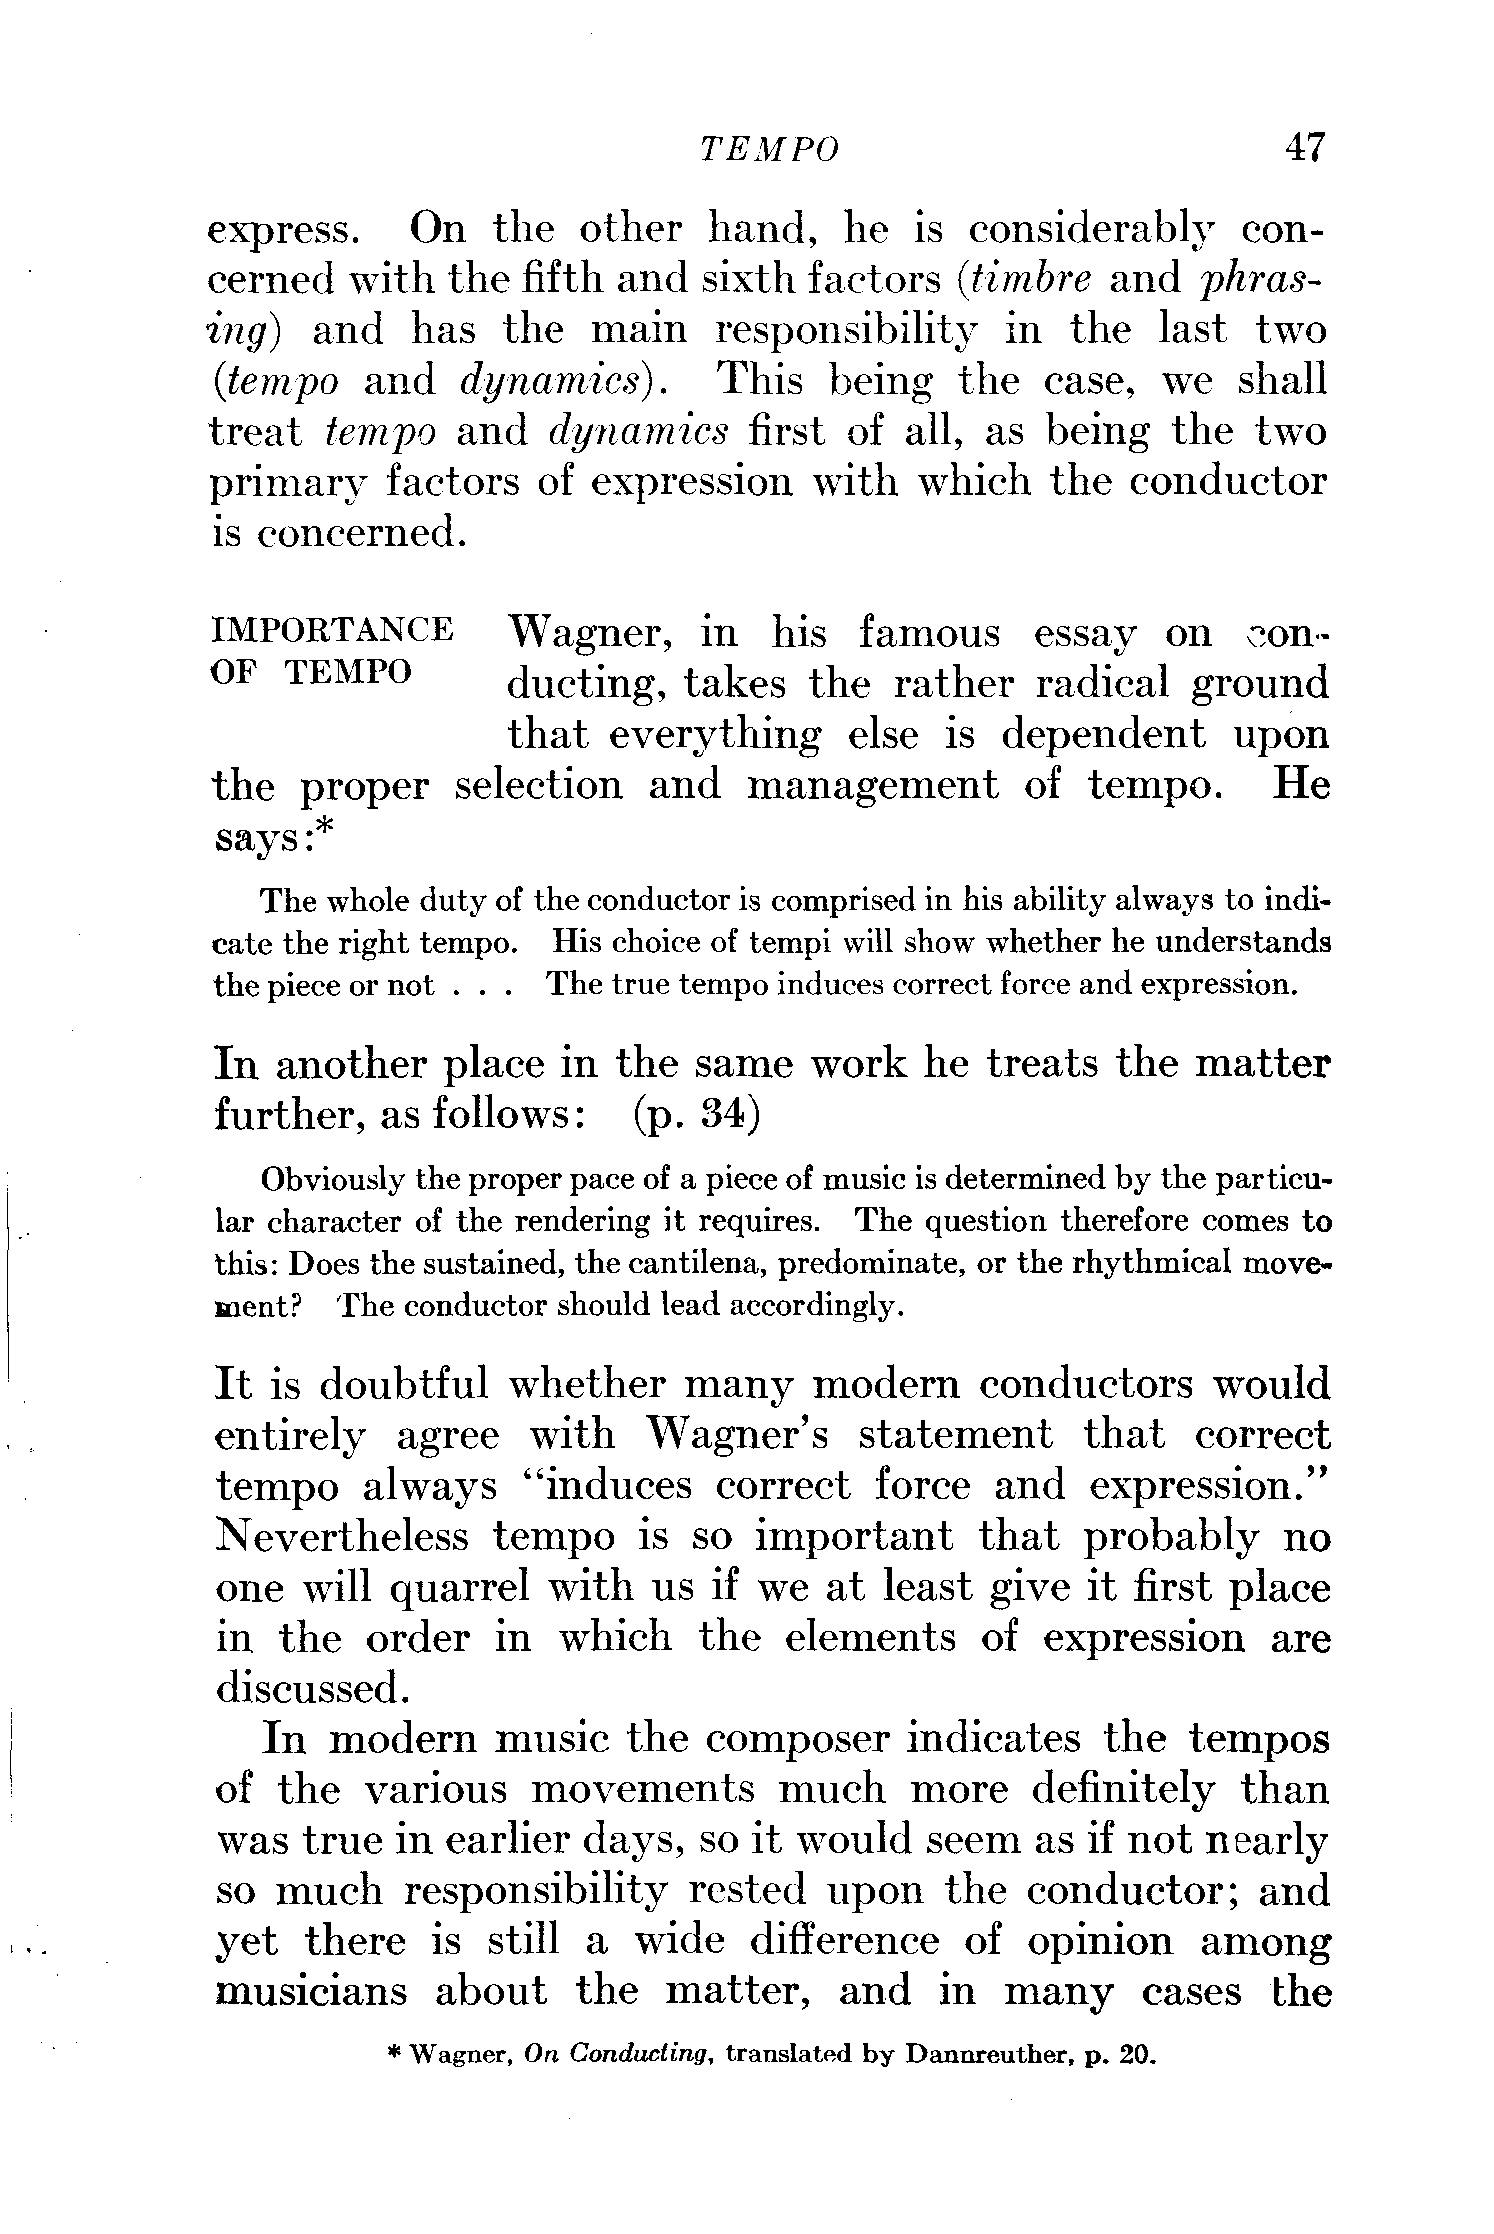 TEMPO 47
express. On the other hand, he is considerably con-
cerned with the fifth and sixth factors (timbre and phras-
ing) and has the main responsibility in the last two
(tempo and dynamics). This being the case, we shall
treat tempo and dynamics first of all, as being the two
primary factors of expression with which the conductor
is concerned.
IMPORTANCE
OF TEMPO
Wagner, in his famous essay on con-
ducting, takes the rather radical ground
that everything else is dependent upon
the proper selection and management of tempo. He
says:*
The whole duty of the conductor is comprised in his ability always to indi-
cate the right tempo. His choice of tempi will show whether he understands
the piece or not . . . The true tempo induces correct force and expression.
In another place in the same work he treats the matter
further, as follows: (p. 34)
Obviously the proper pace of a piece of music is determined by the particu-
lar character of the rendering it requires. The question therefore comes to
this: Does the sustained, the cantilena, predominate, or the rhythmical move-
ment? The conductor should lead accordingly.
It is doubtful whether many modern conductors would
entirely agree with Wagner's statement that correct
tempo always "induces correct force and expression."
Nevertheless tempo is so important that probably no
one will quarrel with us if we at least give it first place
in the order in which the elements of expression are
discussed.
In modern music the composer indicates the tempos
of the various movements much more definitely than
was true in earlier days, so it would seem as if not nearly
so much responsibility rested upon the conductor; and
yet there is still a wide difference of opinion among
musicians about the matter, and in many cases the
* Wagner, On Conducting, translated by Dannreuther, p. 20.